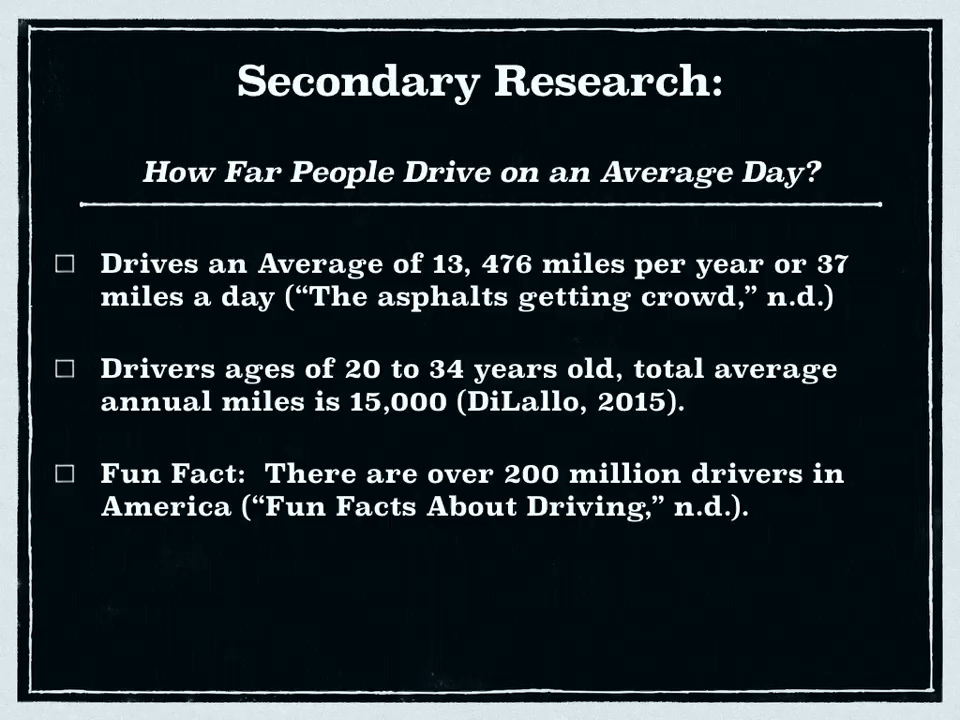 Secondary Research:
How Far People Drive on an Average Day?
Drives an Average of 13, 476 miles per year or 37
miles a day (“The asphalts getting crowd,” n.d.)
Drivers ages of 20 to 34 years old, total average
annual miles is 15,000 (DiLallo, 2015).
Fun Fact:  There are over 200 million drivers in
America (“Fun Facts About Driving,” n.d.).